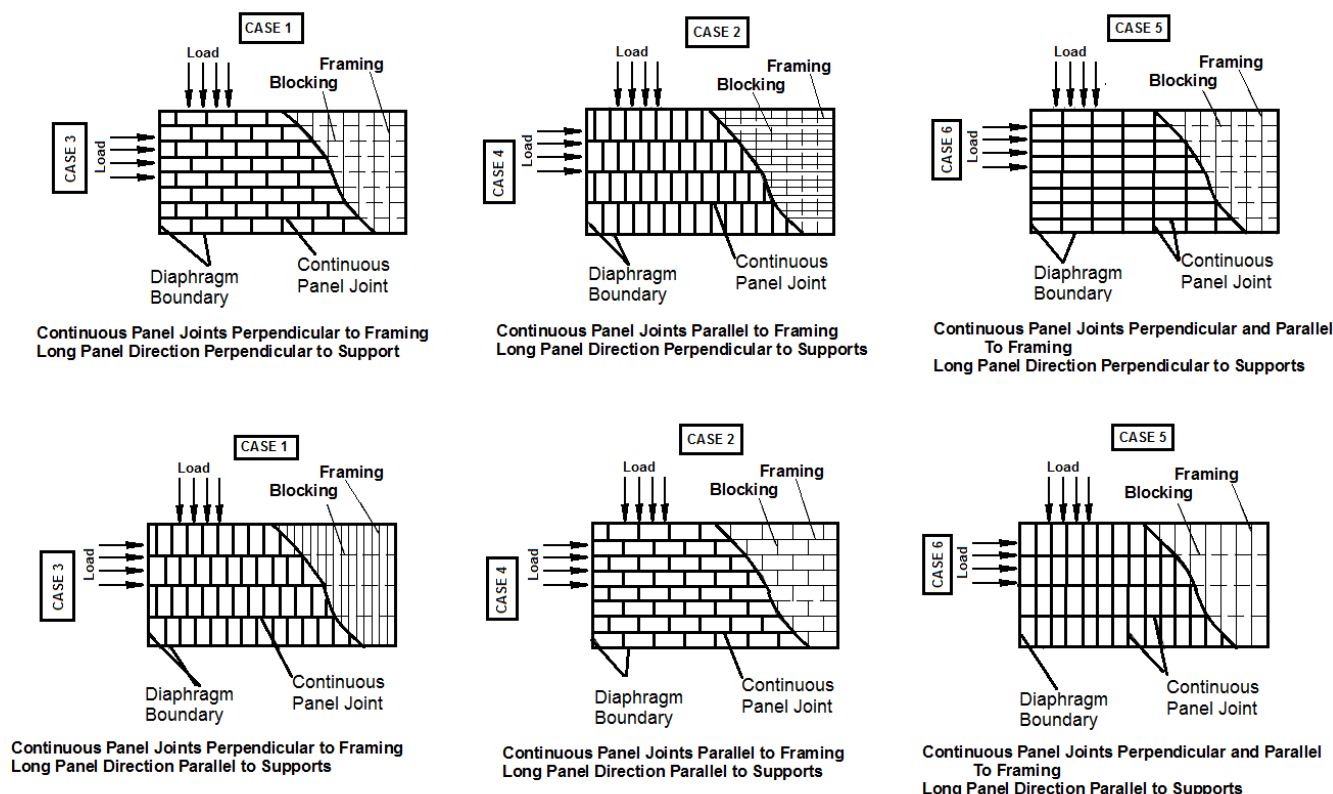 CASE 1
Load
Framing
Blocking
CASE 3
Load
Diaphragm
Boundary
Continuous
Panel Joint
Continuous Panel Joints Perpendicular to Framing
Long Panel Direction Perpendicular to Support
CASE 2
Load
Framing
Blocking
CASE 4
Load
Diaphragm
Boundary
Continuous
Panel Joint
Continuous Panel Joints Parallel to Framing
Long Panel Direction Perpendicular to Supports
CASE 5
Load
Framing
Blocking
CASE 6
Load
Diaphragm
Boundary
Continuous
Panel Joint
Continuous Panel Joints Perpendicular and Parallel
To Framing
Long Panel Direction Perpendicular to Supports
CASE 1
Load
Framing
Blocking
CASE 3
Load
Diaphragm
Boundary
Continuous
Panel Joint
Continuous Panel Joints Perpendicular to Framing
Long Panel Direction Parallel to Supports
CASE 2
Load
Framing
Blocking
CASE 4
Load
Diaphragm
Boundary
Continuous
Panel Joint
Continuous Panel Joints Parallel to Framing
Long Panel Direction Parallel to Supports
CASE 5
Load
Framing
Blocking
CASE 6
Load
Diaphragm
Boundary
Continuous
Panel Joint
Continuous Panel Joints Perpendicular and Parallel
To Framing
Long Panel Direction Parallel to Supports